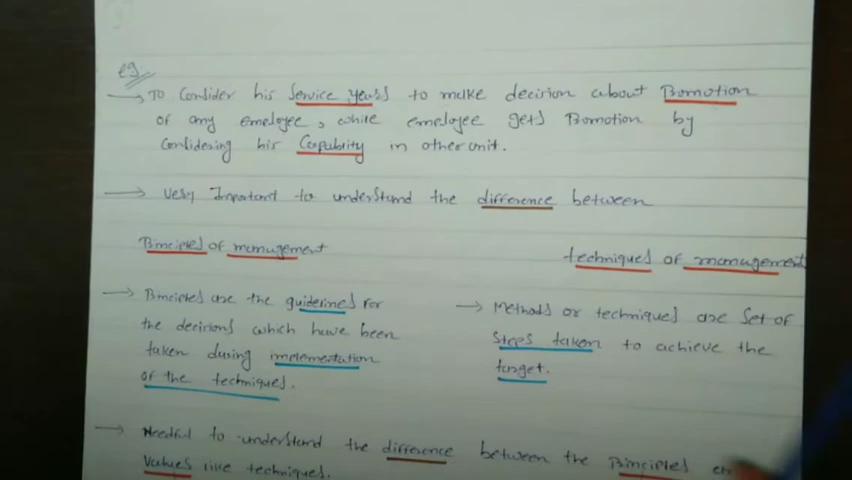 eg.
→ To Consider his Service years to make decision about Promotion
of any employee, while employee gets Promotion by
Considering his Capability in other unit.
→ Very Important to understand the difference between
Principles of management
techniques of management
→ Principles are the guidelines for
the decisions which have been
taken during implementation
of the techniques.
→ Methods or techniques are set of
steps taken to achieve the
target.
→ Needful to understand the difference between the Principles
Values like techniques.